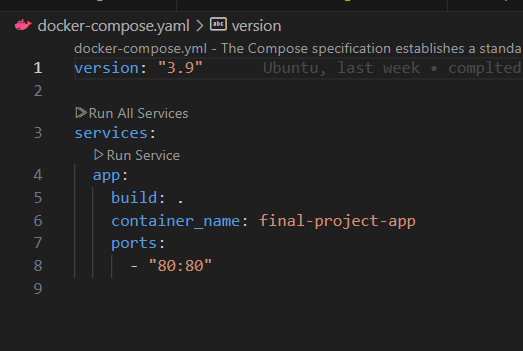 docker-compose.yaml > abc version
docker-compose.yml - The Compose specification establishes a standa
1 version: "3.9" Ubuntu, last week • complted
2
Run All Services
3 services:
Run Service
4 app:
5 build: .
6 container_name: final-project-app
7 ports:
8 - "80:80"
9